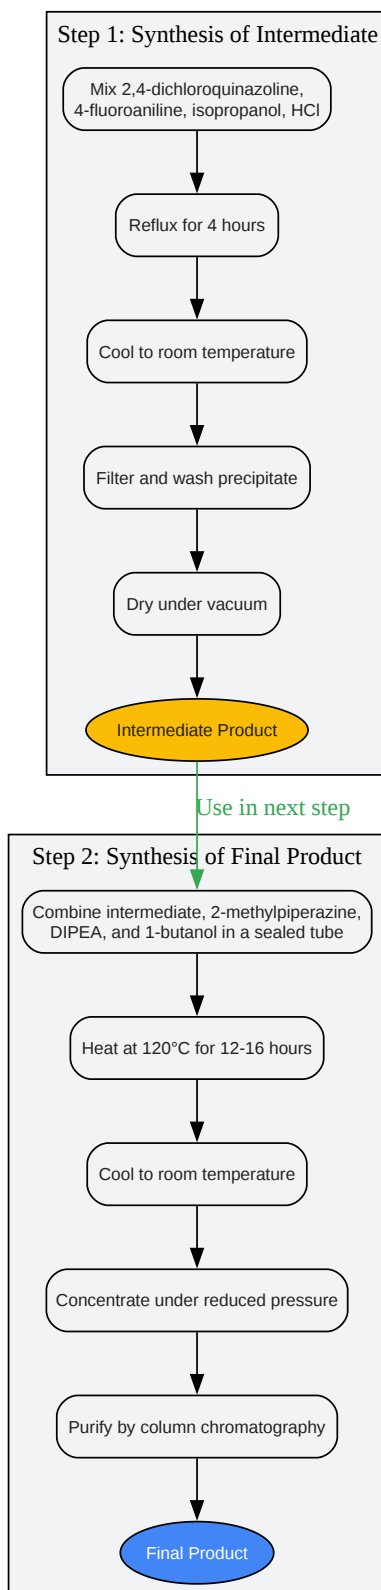 Step 1: Synthesis of Intermediate
Mix 2,4-dichloroquinazoline,
4-fluoroaniline, isopropanol, HCl
Reflux for 4 hours
Cool to room temperature
Filter and wash precipitate
Dry under vacuum
Intermediate Product
Use in next step
Step 2: Synthesis of Final Product
Combine intermediate, 2-methylpiperazine,
DIPEA, and 1-butanol in a sealed tube
Heat at 120°C for 12-16 hours
Cool to room temperature
Concentrate under reduced pressure
Purify by column chromatography
Final Product